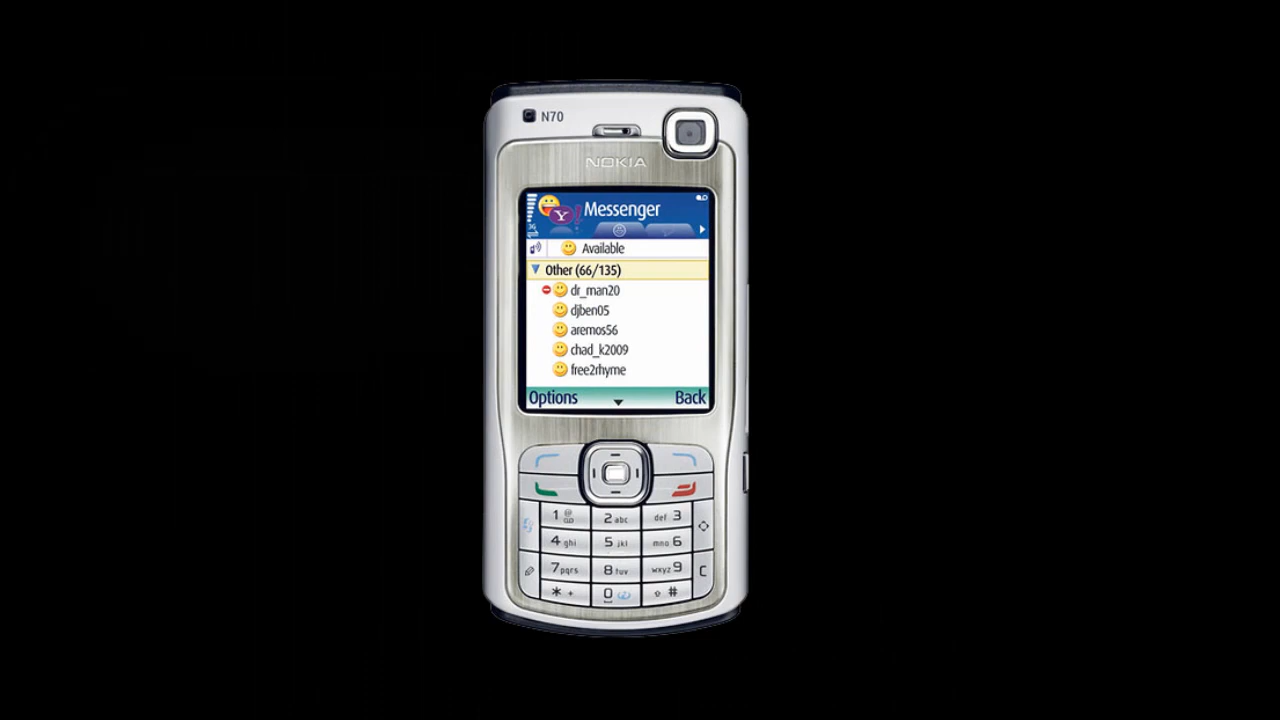 N70
NOKIA
Y! Messenger
3G
Available
Other (66/135)
dr_man20
djben05
aremos56
chad_k2009
free2rhyme
Options Back
1 @ 2 abc def 3
4 ghi 5 jkl mno 6
7 pqrs 8 tuv wxyz 9 C
* + 0 #